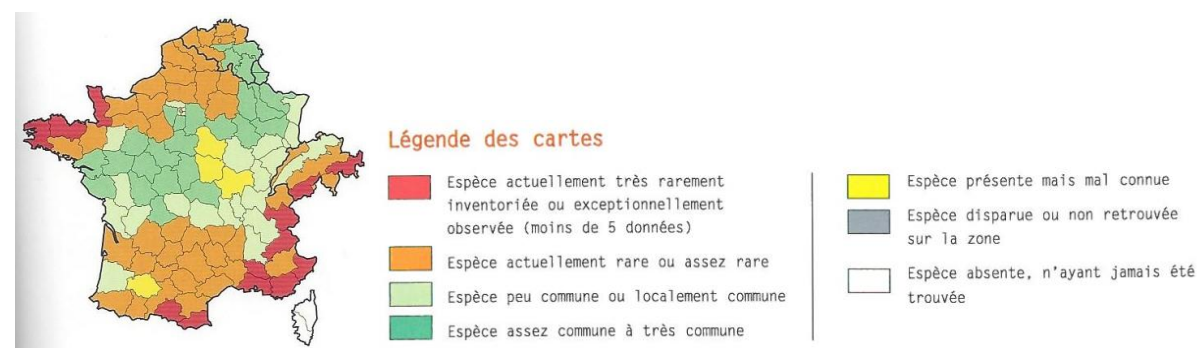 Légende des cartes
Espèce actuellement très rarement
inventoriée ou exceptionnellement
observée (moins de 5 données)
Espèce actuellement rare ou assez rare
Espèce peu commune ou localement commune
Espèce assez commune à très commune
Espèce présente mais mal connue
Espèce disparue ou non retrouvée
sur la zone
Espèce absente, n'ayant jamais été
trouvée